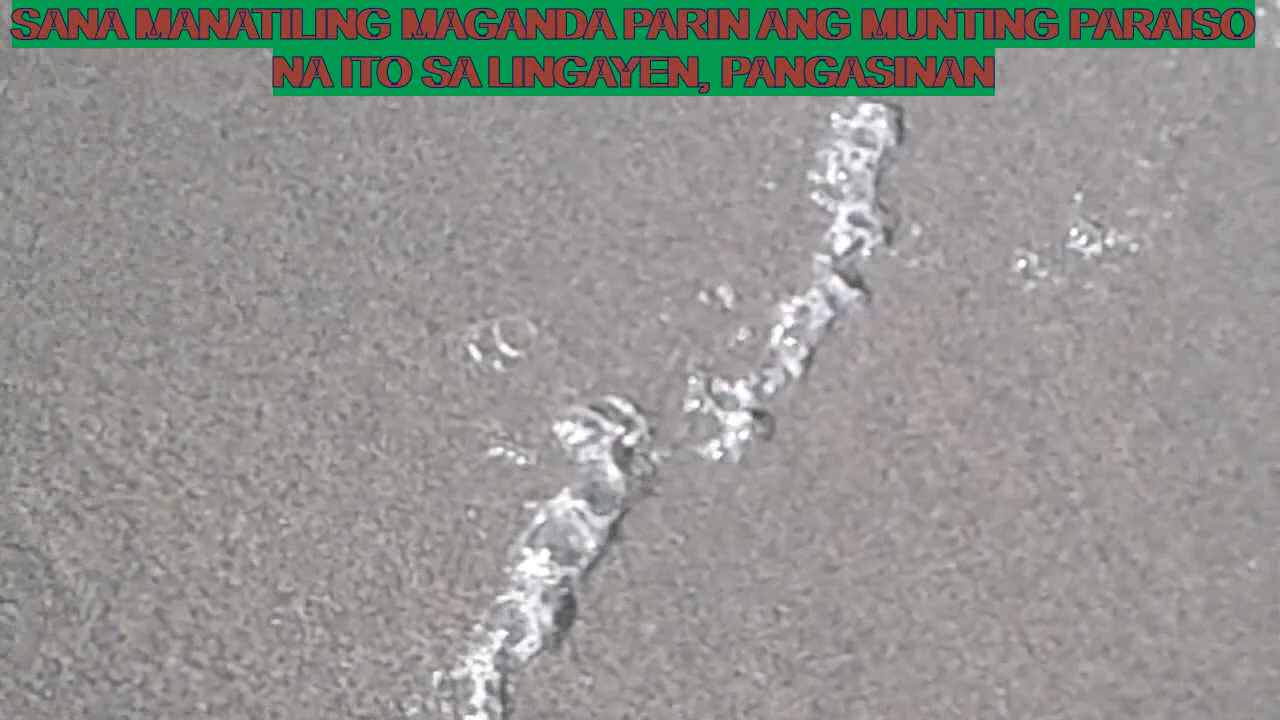 SANA MANATILING MAGANDA PARIN ANG MUNTING PARAISO
NA ITO SA LINGAYEN, PANGASINAN